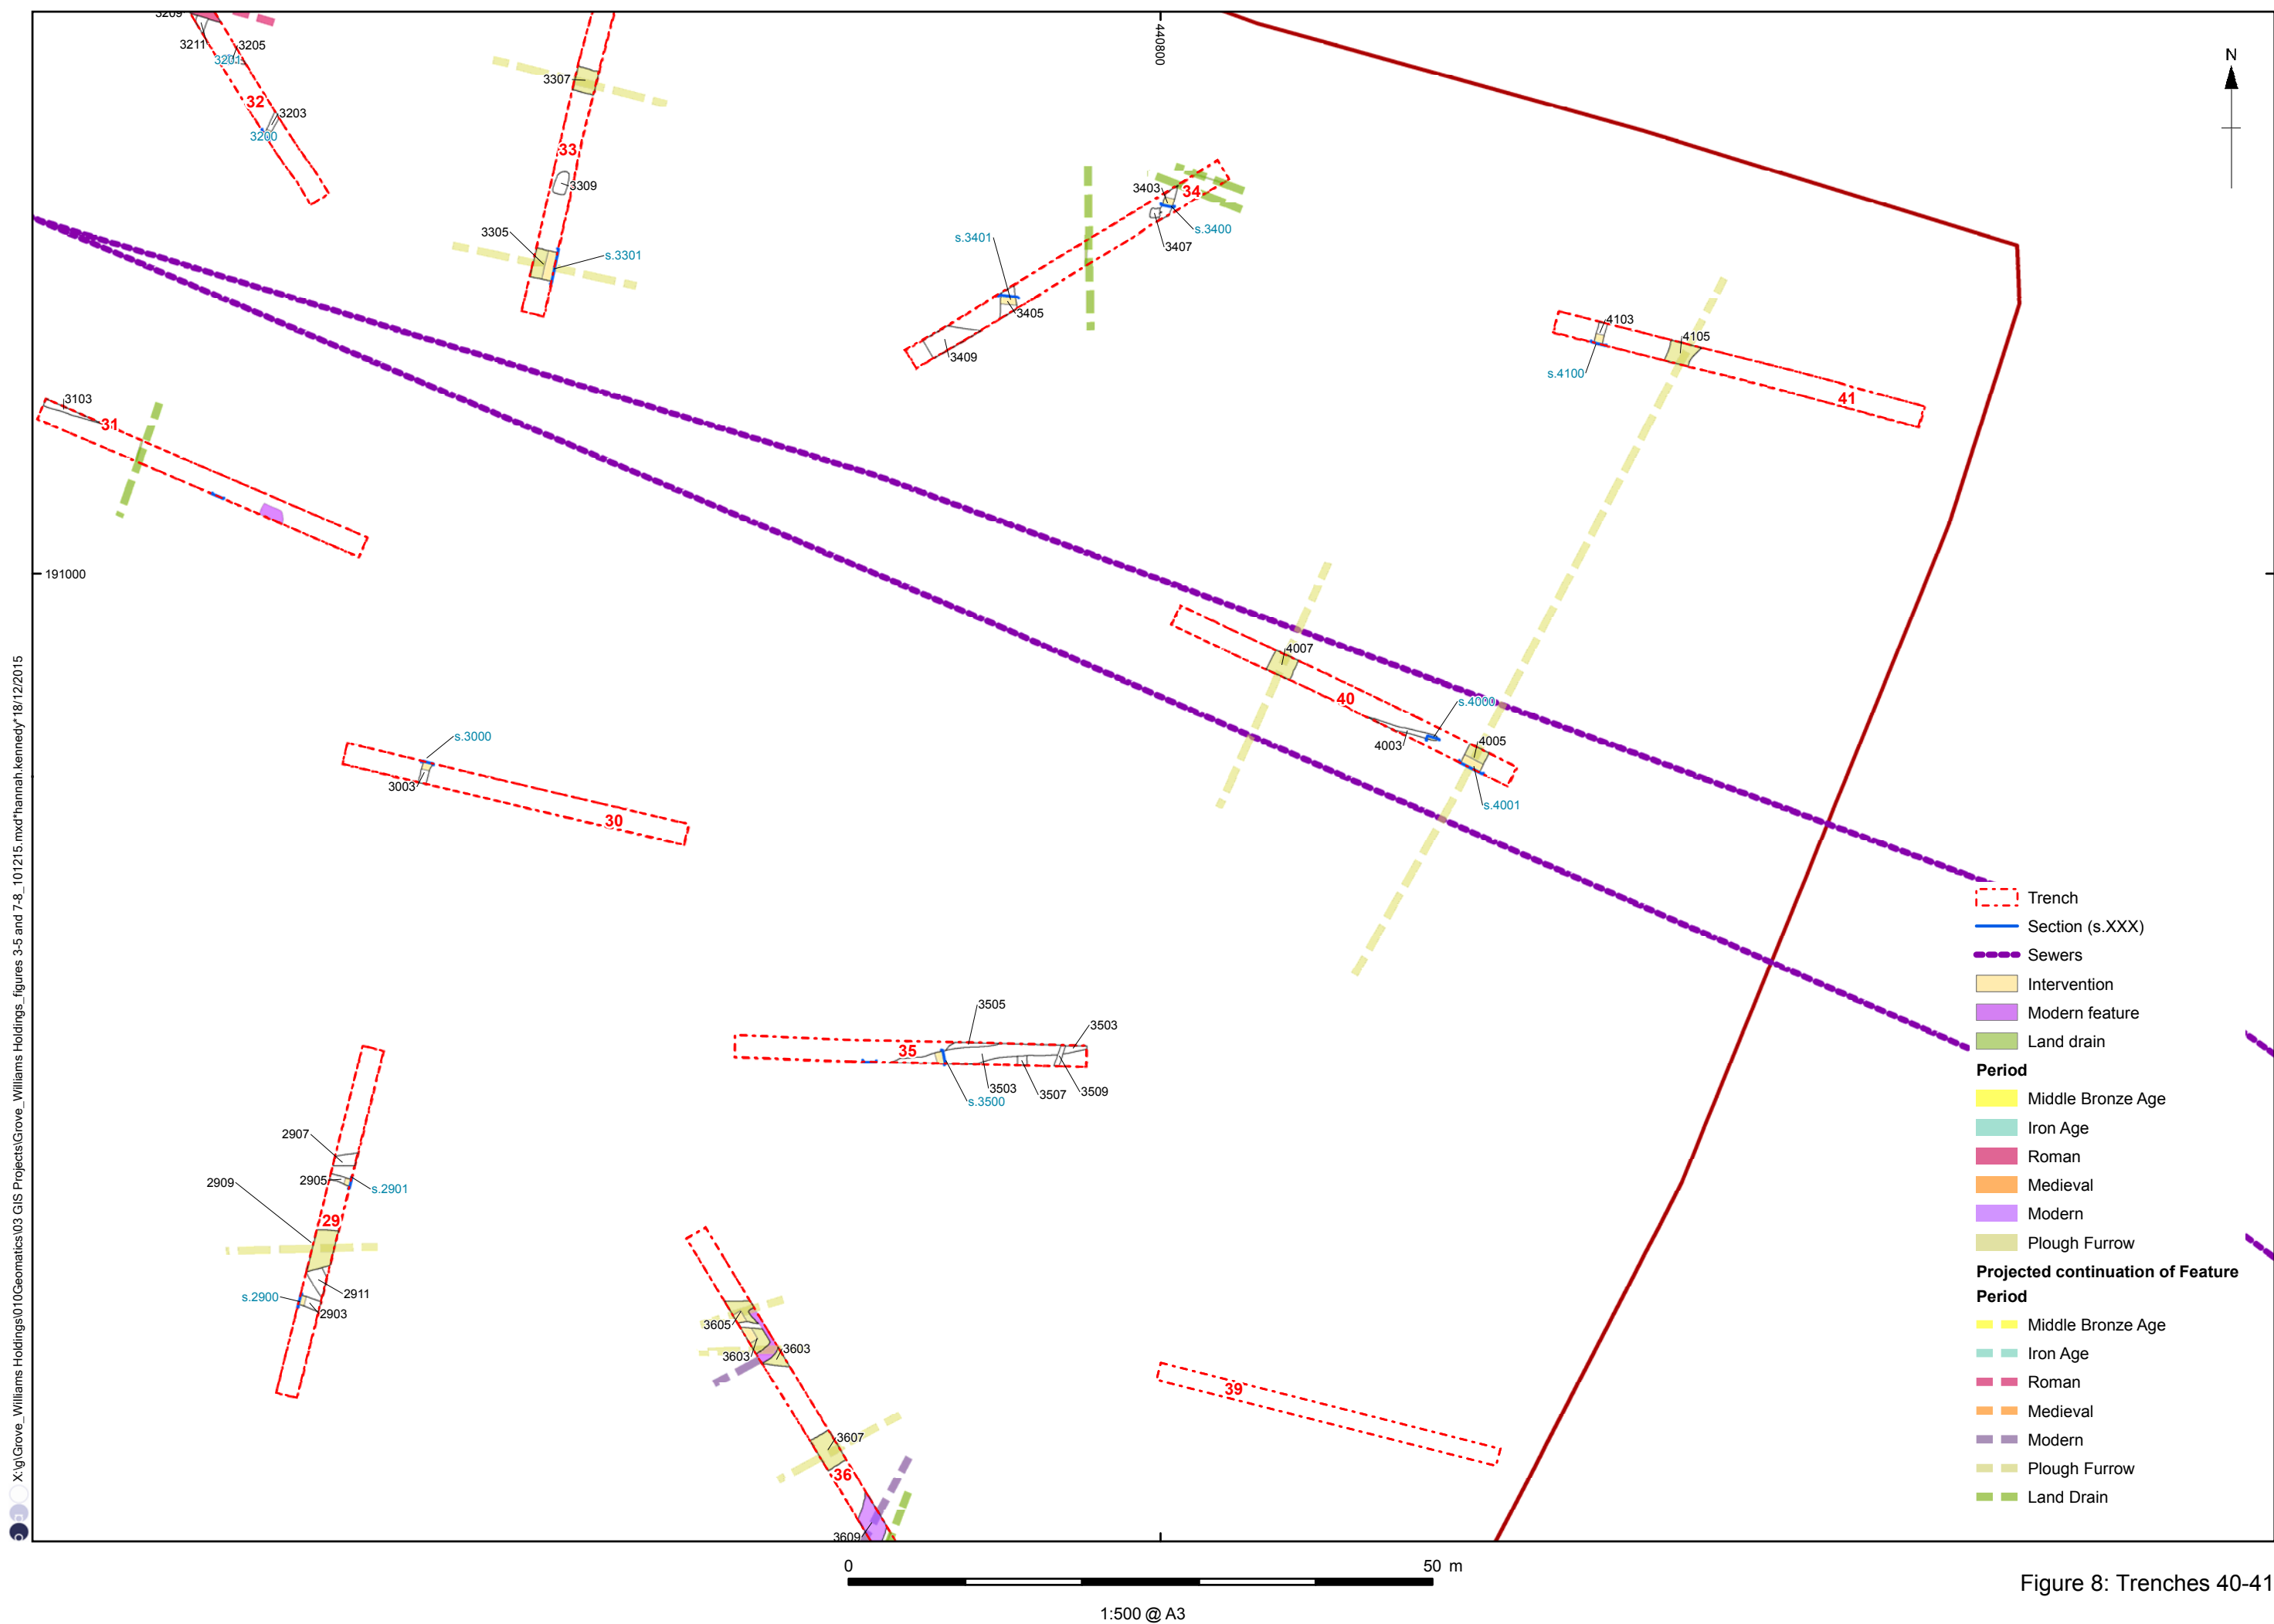 3209
3211
3205
3201
32
3203
3200
3307
33
3309
3305
s.3301
440800
N
3403
34
s.3400
3407
s.3401
3405
3409
4103
4105
s.4100
41
3103
31
191000
4007
40
s.4000
4003
4005
s.4001
s.3000
3003
30
3505
3503
35
3503
3507
3509
s.3500
2907
2905
s.2901
2909
29
2911
s.2900
2903
3605
3603
3603
3607
36
3609
39
Trench
Section (s.XXX)
Sewers
Intervention
Modern feature
Land drain
Period
Middle Bronze Age
Iron Age
Roman
Medieval
Modern
Plough Furrow
Projected continuation of Feature
Period
Middle Bronze Age
Iron Age
Roman
Medieval
Modern
Plough Furrow
Land Drain
X:\g\Grove_Williams Holdings\010Geomatics\03 GIS Projects\Grove_Williams Holdings_figures 3-5 and 7-8_101215.mxd*hannah.kennedy*18/12/2015
0 50 m
1:500 @ A3
Figure 8: Trenches 40-41